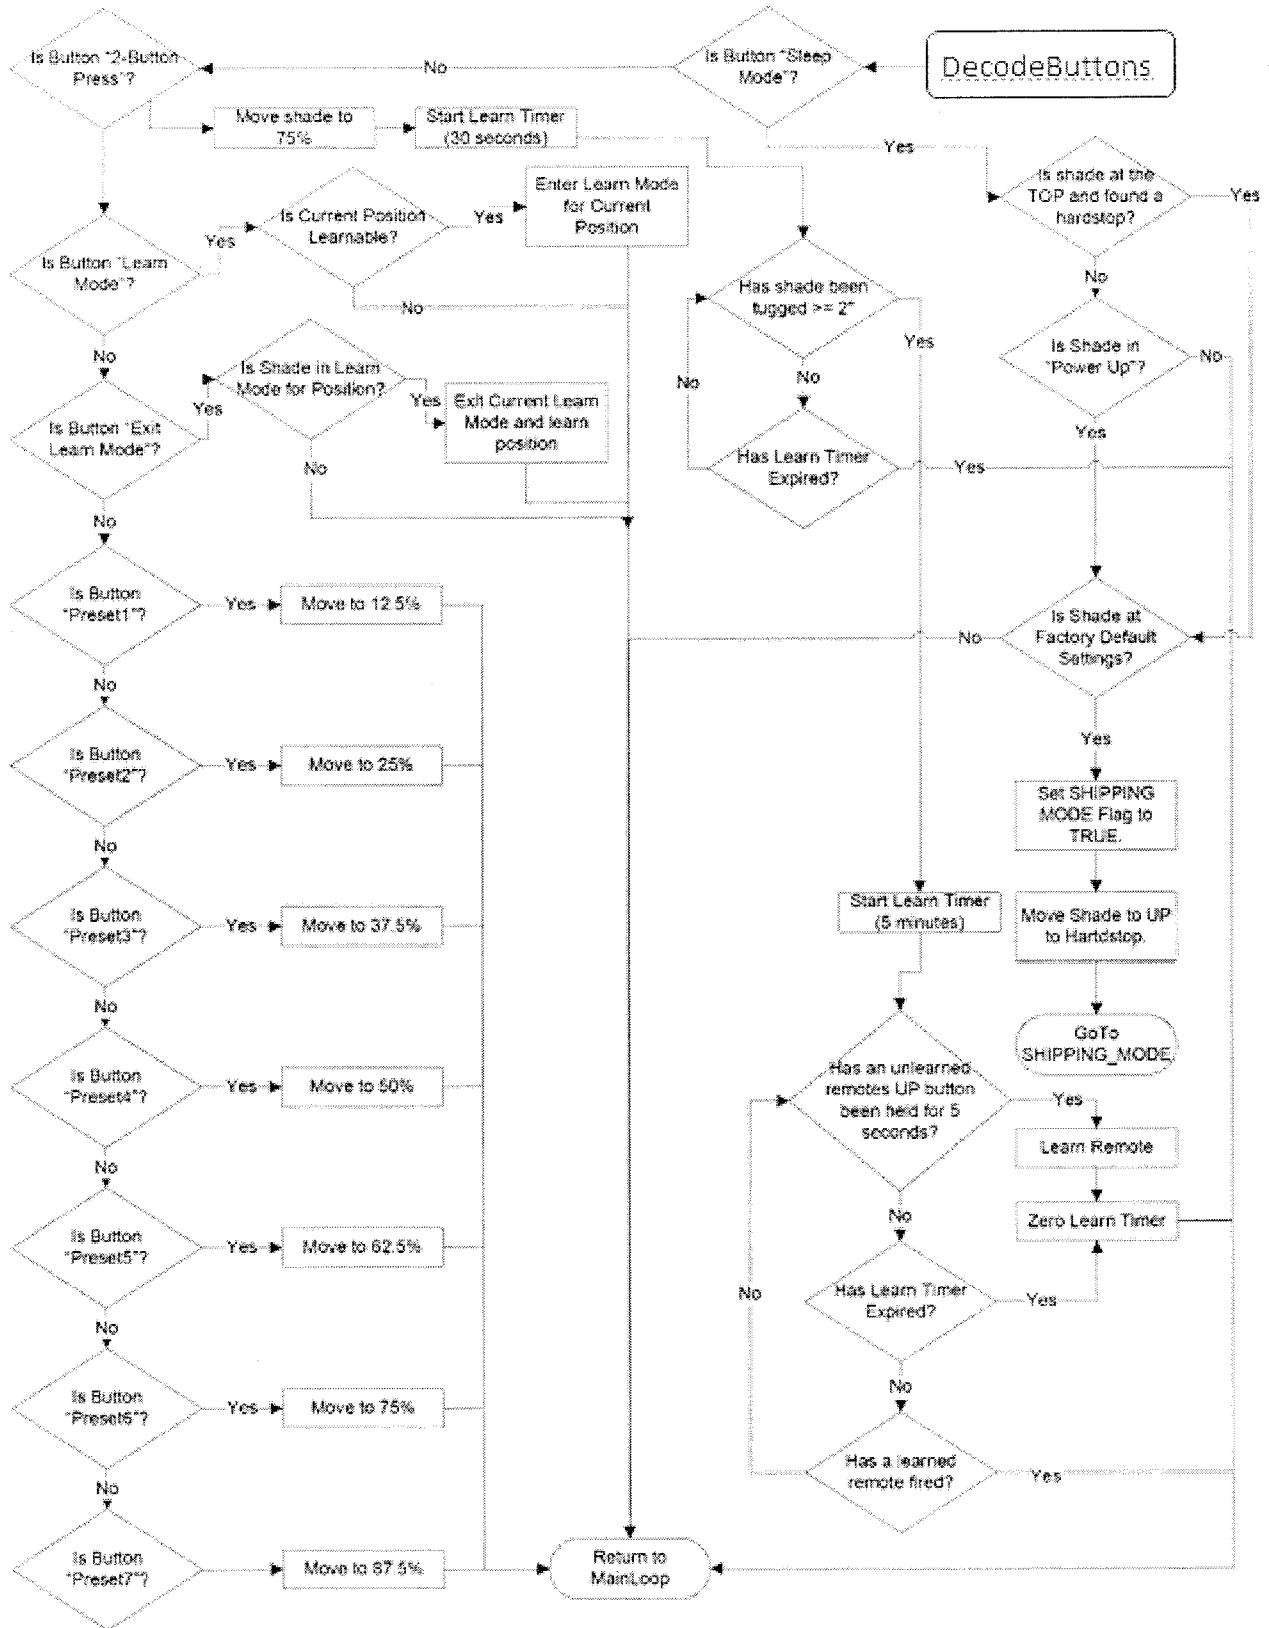 DecodeButtons
Is Button "Sleep
Mode"?
No
Yes
Is Button "2-Button
Press"?
Move shade to
75%
Start Learn Timer
(30 seconds)
Is shade at the
TOP and found a
hardstop?
Yes
No
Is Button "Learn
Mode"?
Yes
No
Is Current Position
Learnable?
Yes
No
Enter Learn Mode
for Current
Position
Has shade been
tugged >= 2"
Yes
No
No
Is Shade in
"Power Up"?
No
Yes
Is Button "Exit
Learn Mode"?
Yes
No
Is Shade in Learn
Mode for Position?
Yes
No
Exit Current Learn
Mode and learn
position
Has Learn Timer
Expired?
Yes
Is Button
"Preset1"?
Yes
Move to 12.5%
No
Is Shade at
Factory Default
Settings?
No
Yes
Is Button
"Preset2"?
Yes
Move to 25%
No
Set SHIPPING
MODE Flag to
TRUE.
Is Button
"Preset3"?
Yes
Move to 37.5%
No
Start Learn Timer
(5 minutes)
Move Shade to UP
to Hartdstop.
GoTo
SHIPPING_MODE
Is Button
"Preset4"?
Yes
Move to 50%
No
Has an unlearned
remotes UP button
been held for 5
seconds?
Yes
No
Learn Remote
Zero Learn Timer
Is Button
"Preset5"?
Yes
Move to 62.5%
No
Has Learn Timer
Expired?
Yes
No
No
Is Button
"Preset6"?
Yes
Move to 75%
No
Has a learned
remote fired?
Yes
Is Button
"Preset7"?
Move to 87.5%
Return to
MainLoop